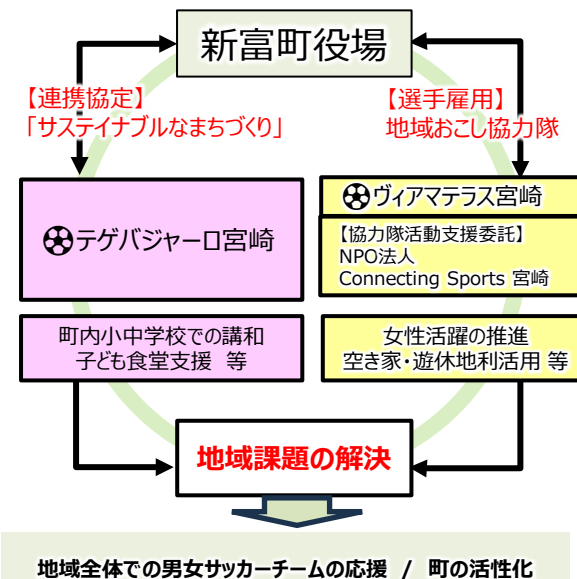 新富町役場
【連携協定】
「サステイナブルなまちづくり」
【選手雇用】
地域おこし協力隊
テゲバジャーロ宮崎
ヴィアマテラス宮崎
【協力隊活動支援委託】
NPO法人
Connecting Sports 宮崎
町内小中学校での講和
子ども食堂支援 等
女性活躍の推進
空き家・遊休地利活用 等
地域課題の解決
地域全体での男女サッカーチームの応援 / 町の活性化